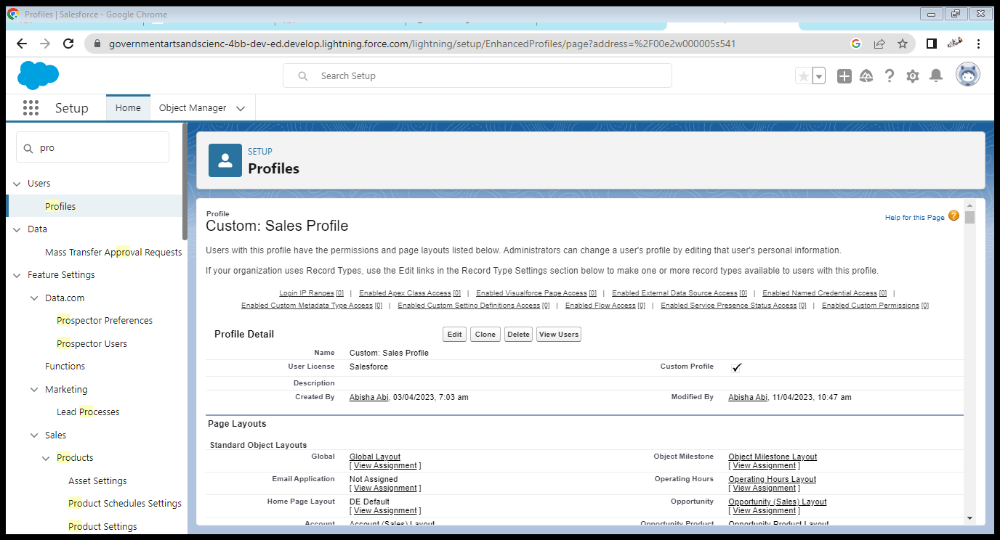 Profiles | Salesforce - Google Chrome
governmentartsandscienc-4bb-dev-ed.develop.lightning.force.com/lightning/setup/EnhancedProfiles/page?address=%2F00e2w000005s541
Search Setup
Setup Home Object Manager
pro
Users
Profiles
Data
Mass Transfer Approval Requests
Feature Settings
Data.com
Prospector Preferences
Prospector Users
Functions
Marketing
Lead Processes
Sales
Products
Asset Settings
Product Schedules Settings
Product Settings
SETUP
Profiles
Profile
Custom: Sales Profile
Help for this Page
Users with this profile have the permissions and page layouts listed below. Administrators can change a user's profile by editing that user's personal information.
If your organization uses Record Types, use the Edit links in the Record Type Settings section below to make one or more record types available to users with this profile.
Login IP Ranges [0] | Enabled Apex Class Access [0] | Enabled Visualforce Page Access [0] | Enabled External Data Source Access [0] | Enabled Named Credential Access [0] |
Enabled Custom Metadata Type Access [0] | Enabled Custom Setting Definitions Access [0] | Enabled Flow Access [0] | Enabled Service Presence Status Access [0] | Enabled Custom Permissions [0]
Profile Detail Edit Clone Delete View Users
Name Custom: Sales Profile
User License Salesforce Custom Profile
Description
Created By Abisha Abi, 03/04/2023, 7:03 am Modified By Abisha Abi, 11/04/2023, 10:47 am
Page Layouts
Standard Object Layouts
Global Global Layout Object Milestone Object Milestone Layout
[ View Assignment ] [ View Assignment ]
Email Application Not Assigned Operating Hours Operating Hours Layout
[ View Assignment ] [ View Assignment ]
Home Page Layout DE Default Opportunity Opportunity (Sales) Layout
[ View Assignment ] [ View Assignment ]
Account Account (Sales) Layout Opportunity Product Opportunity Product Layout